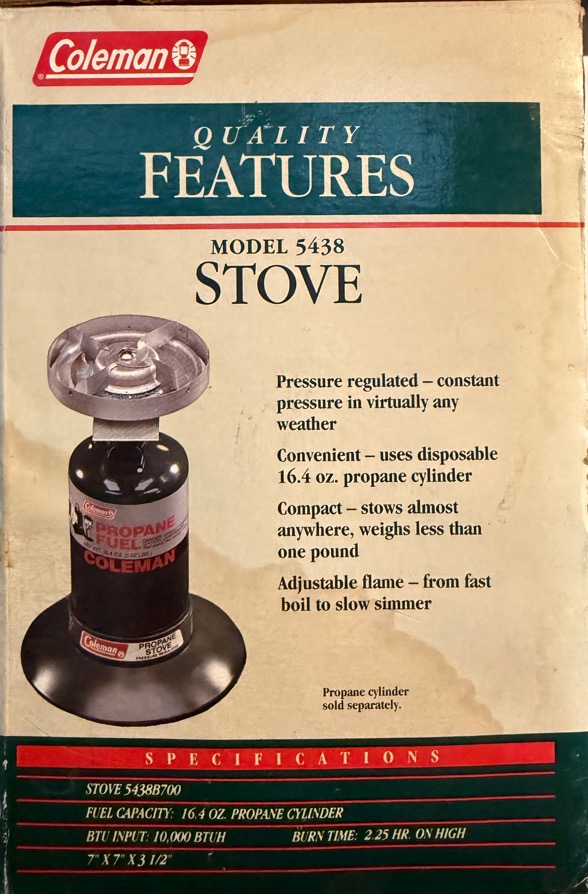 Coleman
QUALITY
FEATURES
MODEL 5438
STOVE
Pressure regulated – constant
pressure in virtually any
weather
Convenient – uses disposable
16.4 oz. propane cylinder
Compact – stows almost
anywhere, weighs less than
one pound
Adjustable flame – from fast
boil to slow simmer
Coleman
PROPANE
FUEL
COLEMAN
Coleman
PROPANE
STOVE
Propane cylinder
sold separately.
SPECIFICATIONS
STOVE 5438B700
FUEL CAPACITY: 16.4 OZ. PROPANE CYLINDER
BTU INPUT: 10,000 BTUH BURN TIME: 2.25 HR. ON HIGH
7" X 7" X 3 1/2"